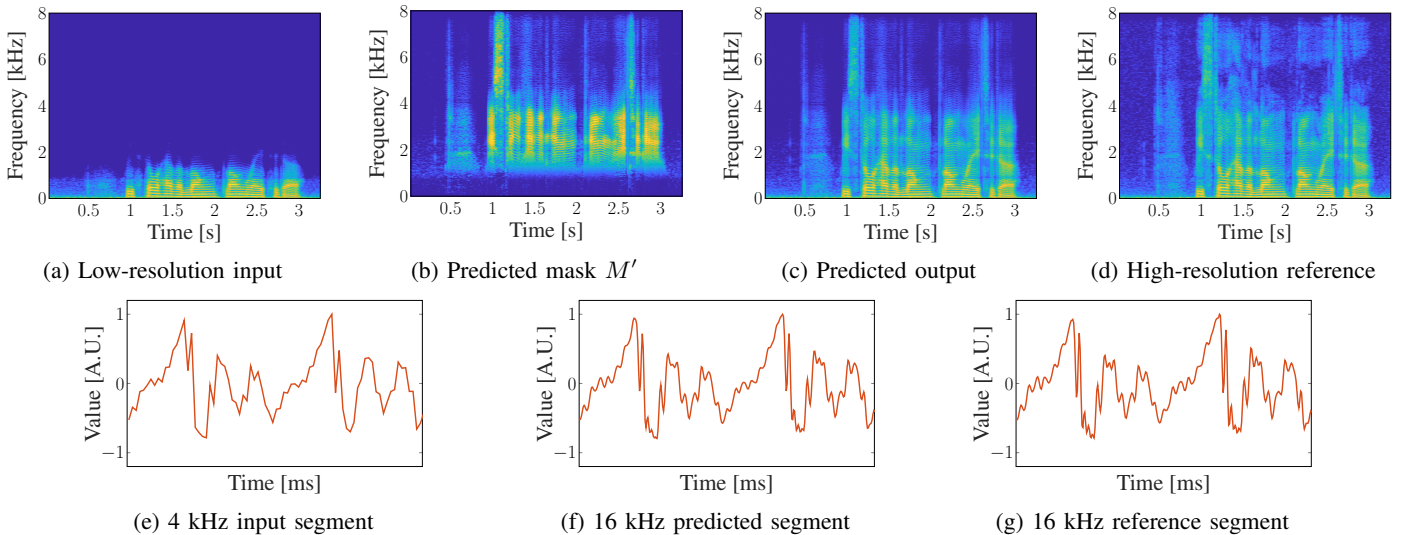 Frequency [kHz]
8
6
4
2
0
0.5 1 1.5 2 2.5 3
Time [s]
(a) Low-resolution input
Frequency [kHz]
8
6
4
2
0
0.5 1 1.5 2 2.5 3
Time [s]
(b) Predicted mask M′
Frequency [kHz]
8
6
4
2
0
0.5 1 1.5 2 2.5 3
Time [s]
(c) Predicted output
Frequency [kHz]
8
6
4
2
0
0.5 1 1.5 2 2.5 3
Time [s]
(d) High-resolution reference
Value [A.U.]
1
0
−1
Time [ms]
(e) 4 kHz input segment
Value [A.U.]
1
0
−1
Time [ms]
(f) 16 kHz predicted segment
Value [A.U.]
1
0
−1
Time [ms]
(g) 16 kHz reference segment